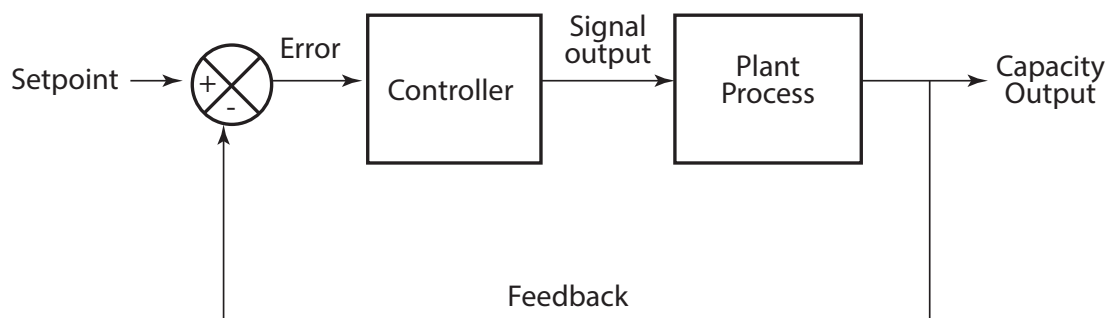 Setpoint
+
-
Error
Controller
Signal
output
Plant
Process
Capacity
Output
Feedback